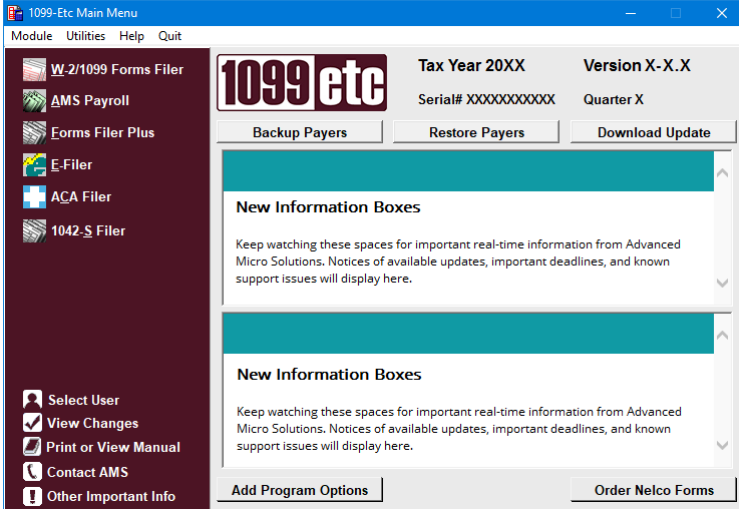 1099-Etc Main Menu
Module Utilities Help Quit
W-2/1099 Forms Filer
AMS Payroll
Forms Filer Plus
E-Filer
ACA Filer
1042-S Filer
Select User
View Changes
Print or View Manual
Contact AMS
Other Important Info
1099 etc
Tax Year 20XX
Version X-X.X
Serial# XXXXXXXXXXX
Quarter X
Backup Payers
Restore Payers
Download Update
New Information Boxes
Keep watching these spaces for important real-time information from Advanced
Micro Solutions. Notices of available updates, important deadlines, and known
support issues will display here.
New Information Boxes
Keep watching these spaces for important real-time information from Advanced
Micro Solutions. Notices of available updates, important deadlines, and known
support issues will display here.
Add Program Options
Order Nelco Forms